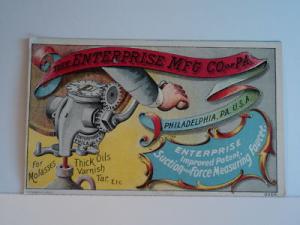 THE ENTERPRISE MFG CO. OF PA.
PHILADELPHIA, PA. U.S.A.
ENTERPRISE
Improved Patent,
Suction and Force Measuring Faucet.
For
Molasses,
Thick Oils
Varnish
Tar, Etc